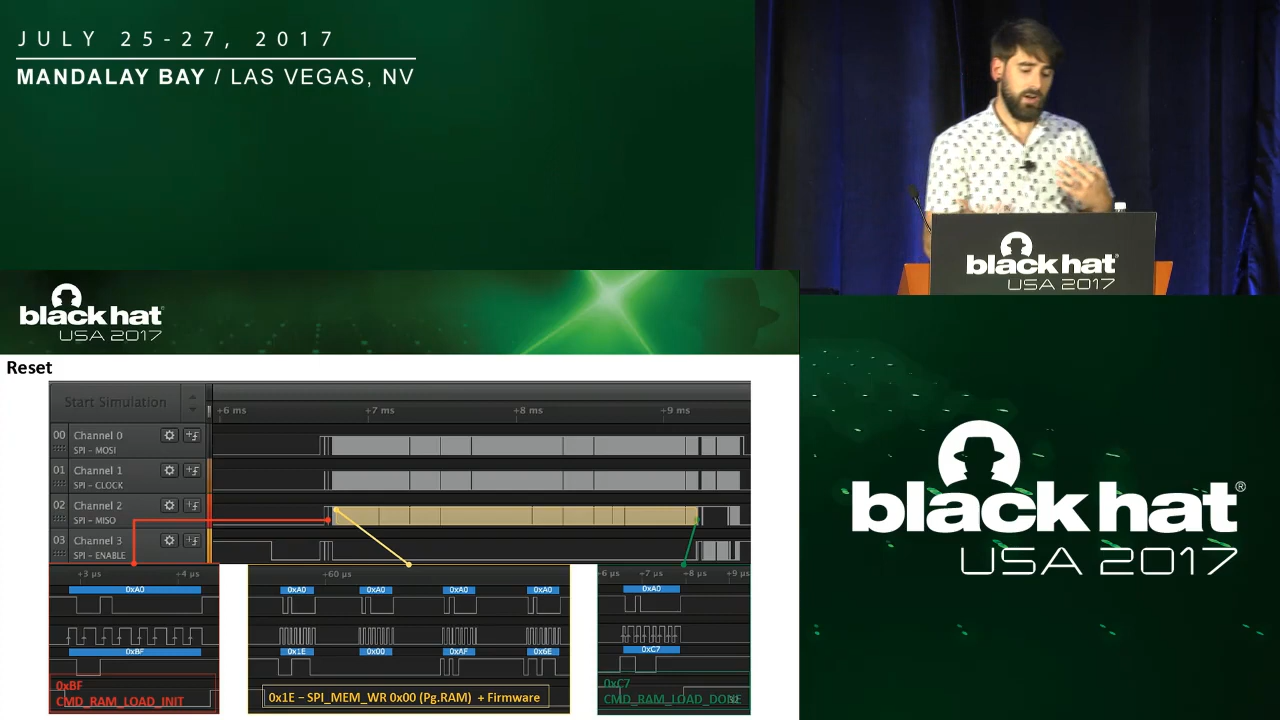 JULY 25-27, 2017
MANDALAY BAY / LAS VEGAS, NV
black hat
USA 2017
black hat
USA 2017
Reset
Start Simulation
+6 ms +7 ms +8 ms +9 ms
00 Channel 0
SPI - MOSI
01 Channel 1
SPI - CLOCK
02 Channel 2
SPI - MISO
03 Channel 3
SPI - ENABLE
+3 µs +4 µs
0xA0
0xBF
0xBF
CMD_RAM_LOAD_INIT
+60 µs
0xA0 0xA0 0xA0 0xA0
0x1E 0x00 0xAF 0x6E
0x1E – SPI_MEM_WR 0x00 (Pg.RAM) + Firmware
+6 µs +7 µs +8 µs +9 µs
0xA0
0xC7
0xC7
CMD_RAM_LOAD_DONE
black hat®
USA 2017